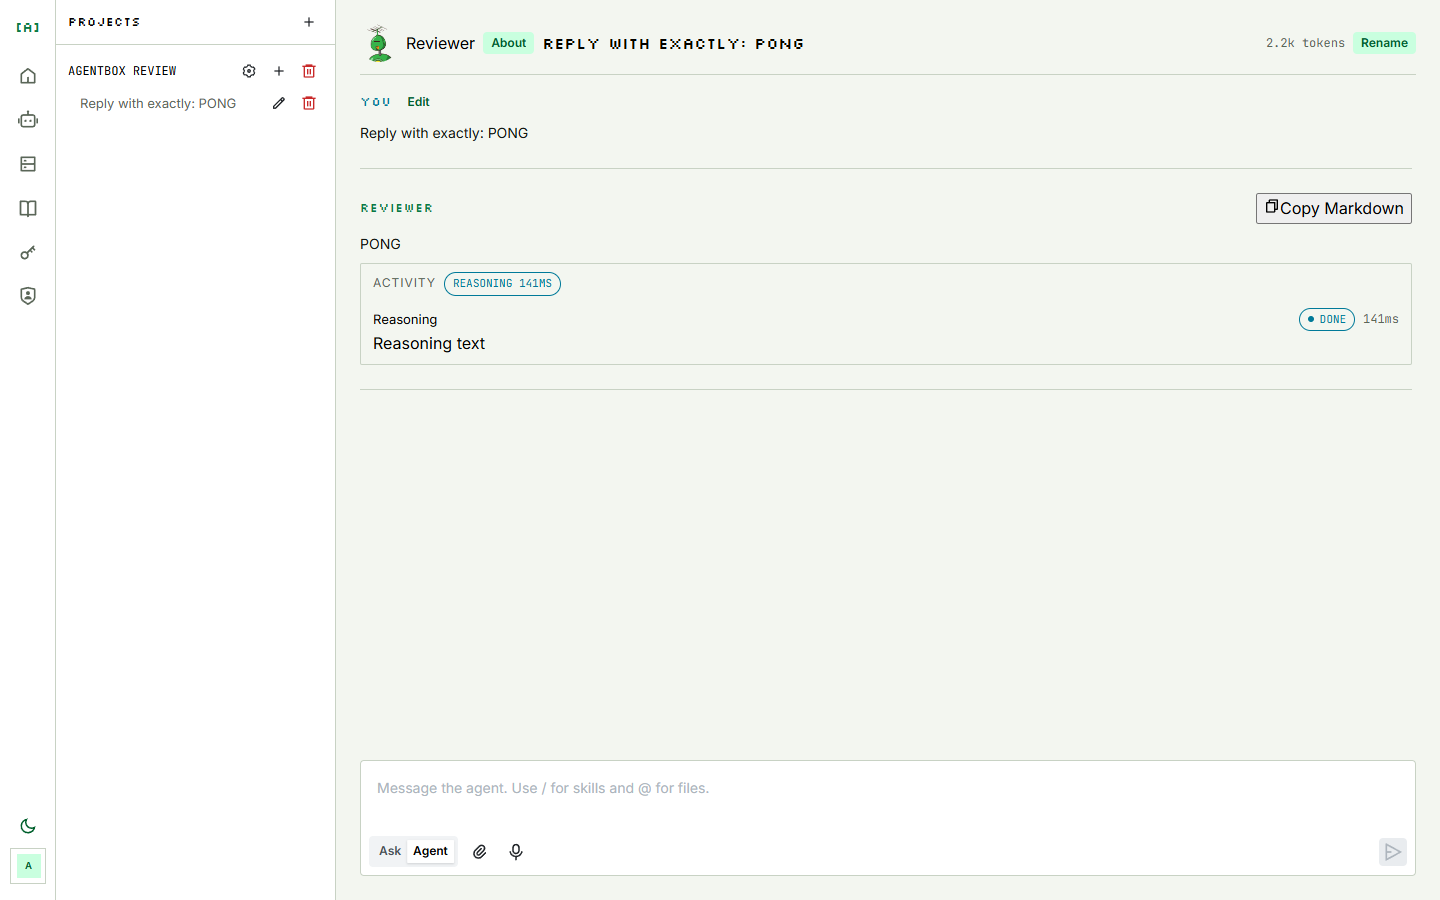 [A]
PROJECTS
AGENTBOX REVIEW
Reply with exactly: PONG
A
Reviewer About REPLY WITH EXACTLY: PONG 2.2k tokens Rename
YOU Edit
Reply with exactly: PONG
REVIEWER Copy Markdown
PONG
ACTIVITY REASONING 141MS
Reasoning DONE 141ms
Reasoning text
Message the agent. Use / for skills and @ for files.
Ask Agent